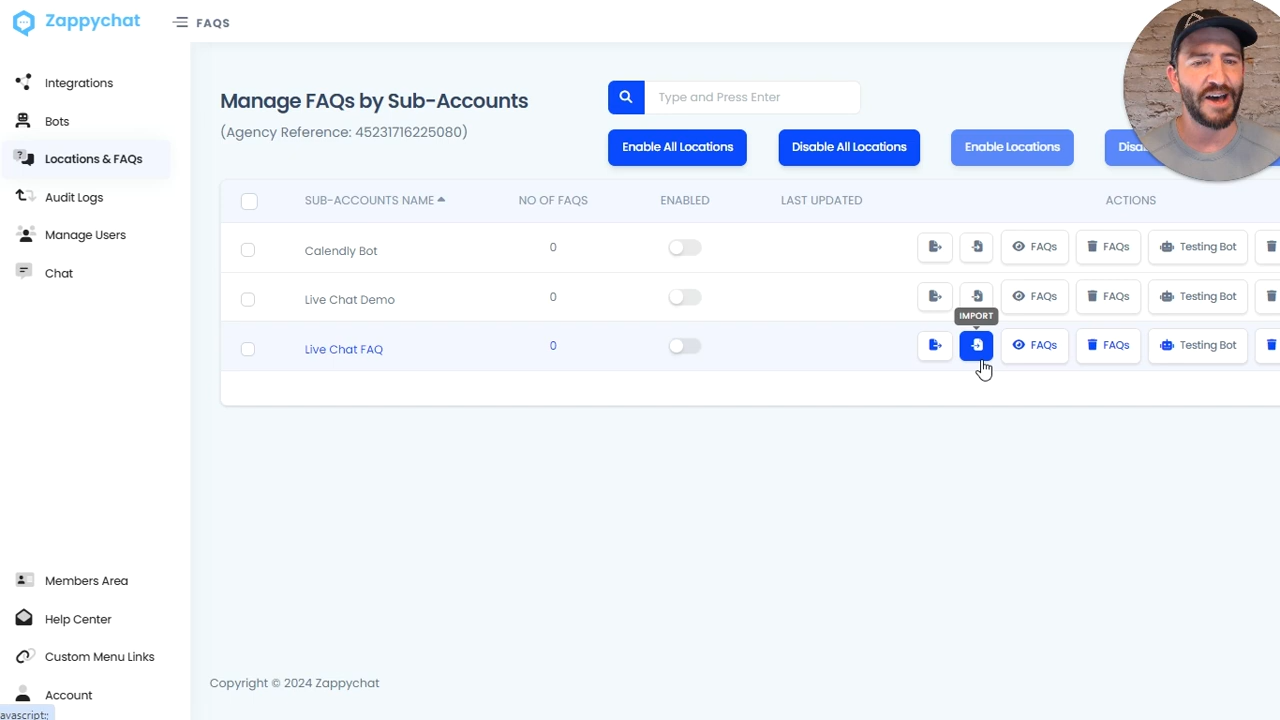 Zappychat
FAQS
Integrations
Bots
Locations & FAQs
Audit Logs
Manage Users
Chat
Members Area
Help Center
Custom Menu Links
Account
avascript:;
Manage FAQs by Sub-Accounts
(Agency Reference: 45231716225080)
Type and Press Enter
Enable All Locations Disable All Locations Enable Locations
SUB-ACCOUNTS NAME NO OF FAQS ENABLED LAST UPDATED ACTIONS
Calendly Bot 0 FAQs FAQs Testing Bot
Live Chat Demo 0 FAQs FAQs Testing Bot
IMPORT
Live Chat FAQ 0 FAQs FAQs Testing Bot
Copyright © 2024 Zappychat